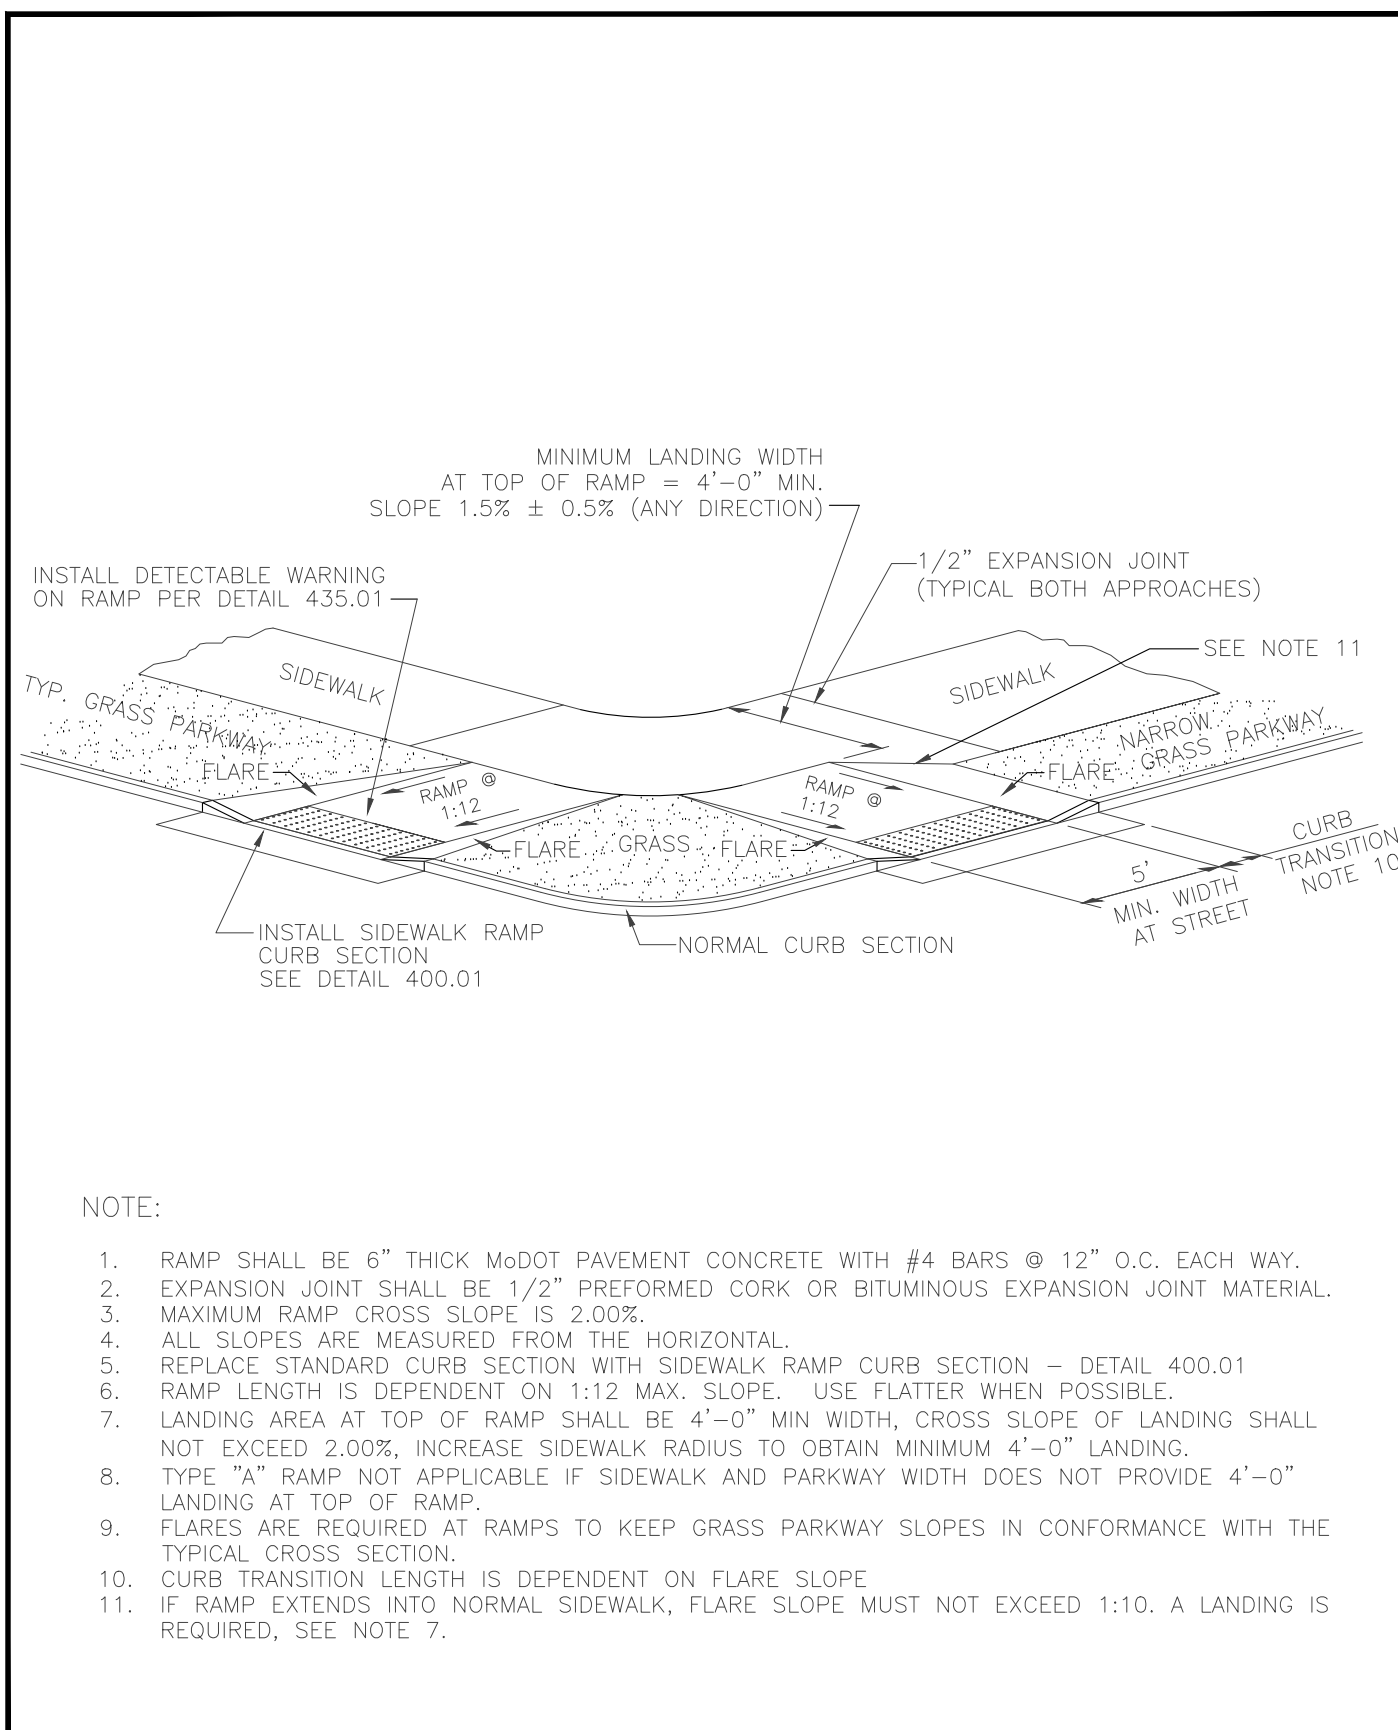 MINIMUM LANDING WIDTH
AT TOP OF RAMP = 4'-0" MIN.
SLOPE 1.5% ± 0.5% (ANY DIRECTION)
1/2" EXPANSION JOINT
(TYPICAL BOTH APPROACHES)
INSTALL DETECTABLE WARNING
ON RAMP PER DETAIL 435.01
SEE NOTE 11
SIDEWALK
SIDEWALK
TYP. GRASS PARKWAY
NARROW
GRASS PARKWAY
FLARE
RAMP @
1:12
RAMP @
1:12
FLARE
FLARE
GRASS
FLARE
5'
MIN. WIDTH
AT STREET
CURB
TRANSITION
NOTE 10
INSTALL SIDEWALK RAMP
CURB SECTION
SEE DETAIL 400.01
NORMAL CURB SECTION
NOTE:
1. RAMP SHALL BE 6" THICK MoDOT PAVEMENT CONCRETE WITH #4 BARS @ 12" O.C. EACH WAY.
2. EXPANSION JOINT SHALL BE 1/2" PREFORMED CORK OR BITUMINOUS EXPANSION JOINT MATERIAL.
3. MAXIMUM RAMP CROSS SLOPE IS 2.00%.
4. ALL SLOPES ARE MEASURED FROM THE HORIZONTAL.
5. REPLACE STANDARD CURB SECTION WITH SIDEWALK RAMP CURB SECTION – DETAIL 400.01
6. RAMP LENGTH IS DEPENDENT ON 1:12 MAX. SLOPE. USE FLATTER WHEN POSSIBLE.
7. LANDING AREA AT TOP OF RAMP SHALL BE 4'-0" MIN WIDTH, CROSS SLOPE OF LANDING SHALL
NOT EXCEED 2.00%, INCREASE SIDEWALK RADIUS TO OBTAIN MINIMUM 4'-0" LANDING.
8. TYPE "A" RAMP NOT APPLICABLE IF SIDEWALK AND PARKWAY WIDTH DOES NOT PROVIDE 4'-0"
LANDING AT TOP OF RAMP.
9. FLARES ARE REQUIRED AT RAMPS TO KEEP GRASS PARKWAY SLOPES IN CONFORMANCE WITH THE
TYPICAL CROSS SECTION.
10. CURB TRANSITION LENGTH IS DEPENDENT ON FLARE SLOPE
11. IF RAMP EXTENDS INTO NORMAL SIDEWALK, FLARE SLOPE MUST NOT EXCEED 1:10. A LANDING IS
REQUIRED, SEE NOTE 7.